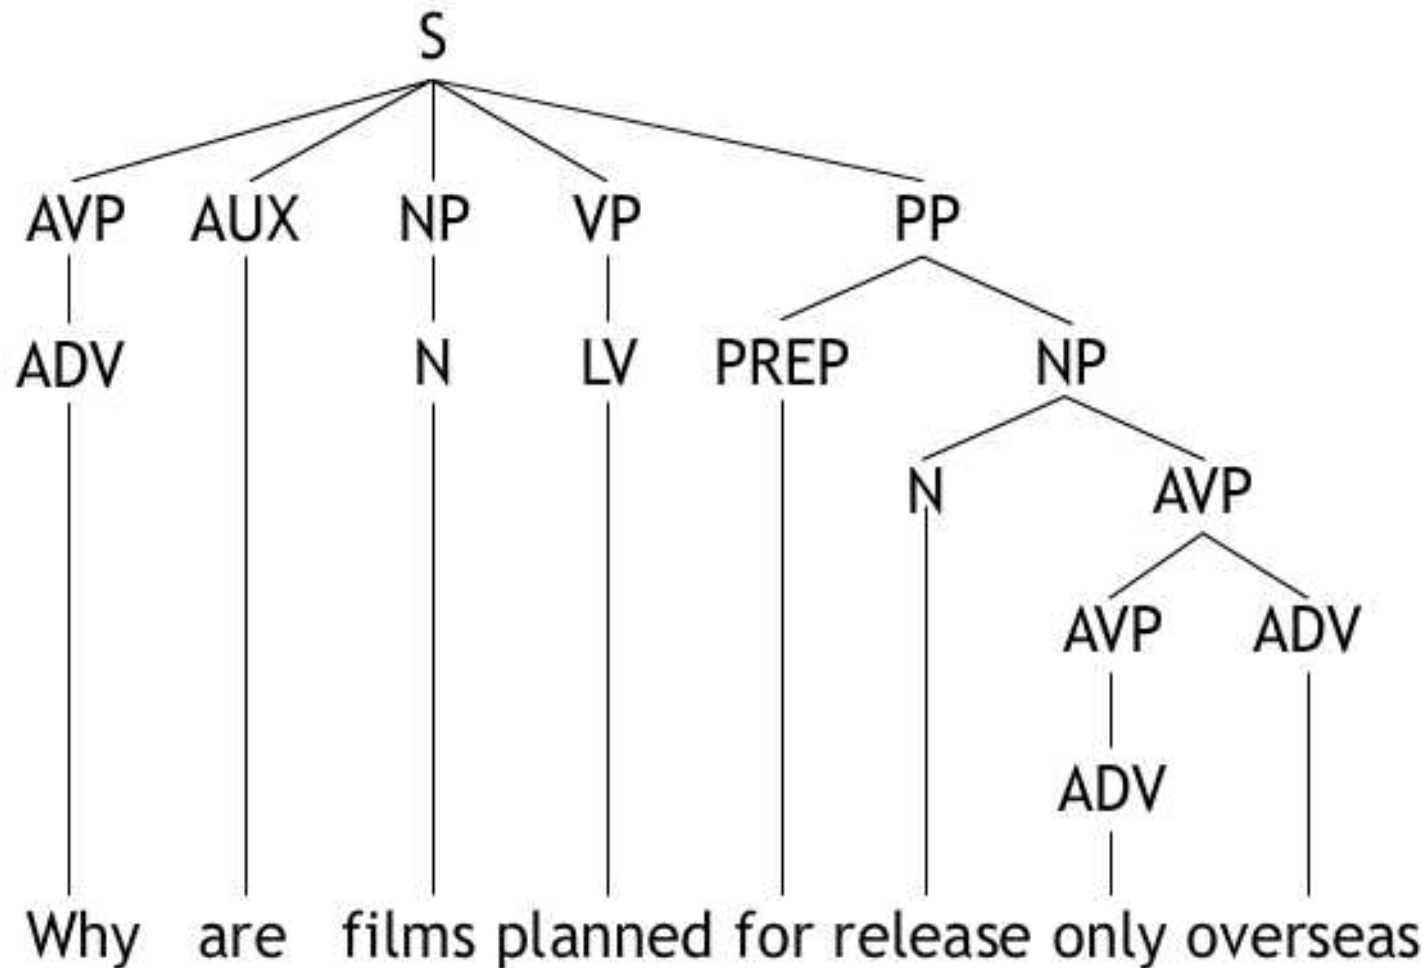 S
AVP AUX NP VP PP
ADV N LV PREP NP
N AVP
AVP ADV
ADV
Why are films planned for release only overseas